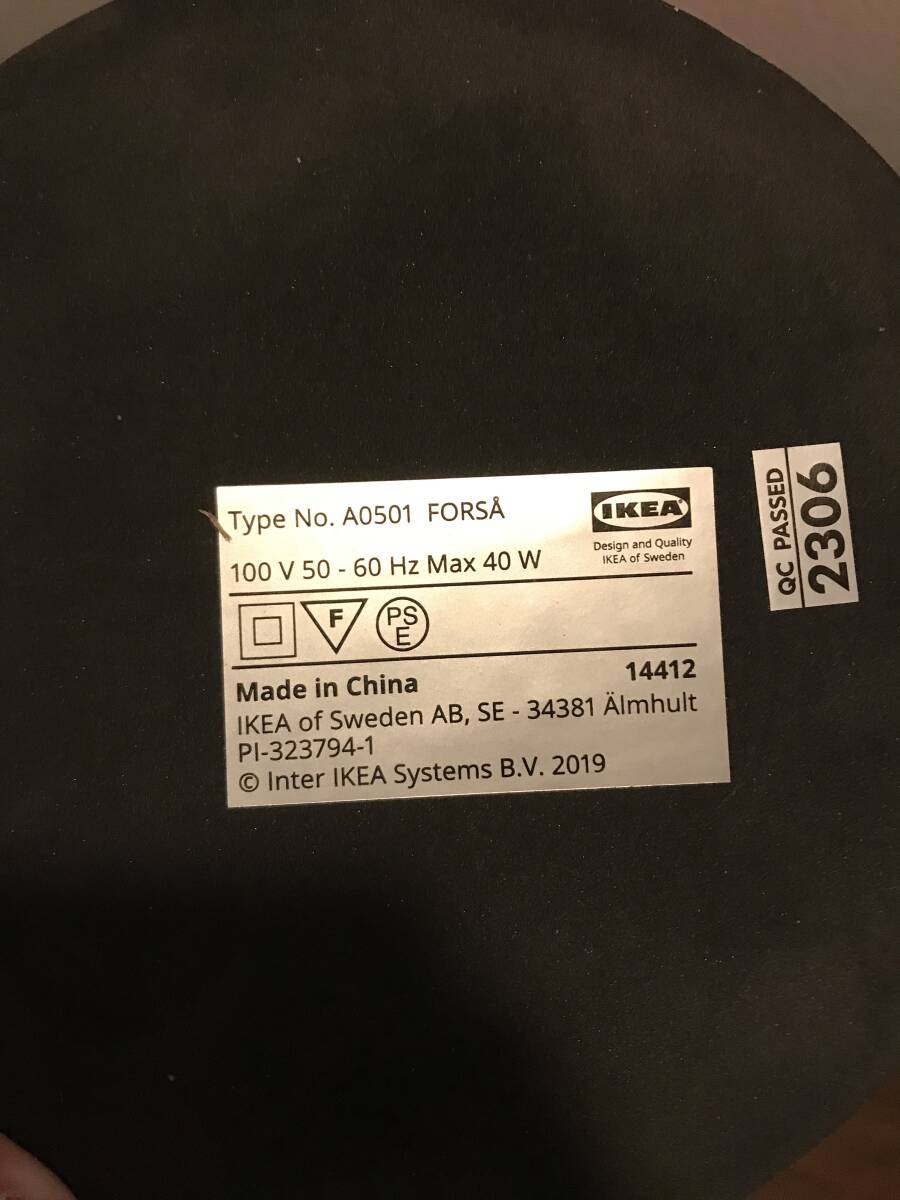 Type No. A0501 FORSÅ
IKEA
Design and Quality
IKEA of Sweden
100 V 50 - 60 Hz Max 40 W
F
PS
E
Made in China
14412
IKEA of Sweden AB, SE - 34381 Älmhult
PI-323794-1
© Inter IKEA Systems B.V. 2019
QC PASSED
2306